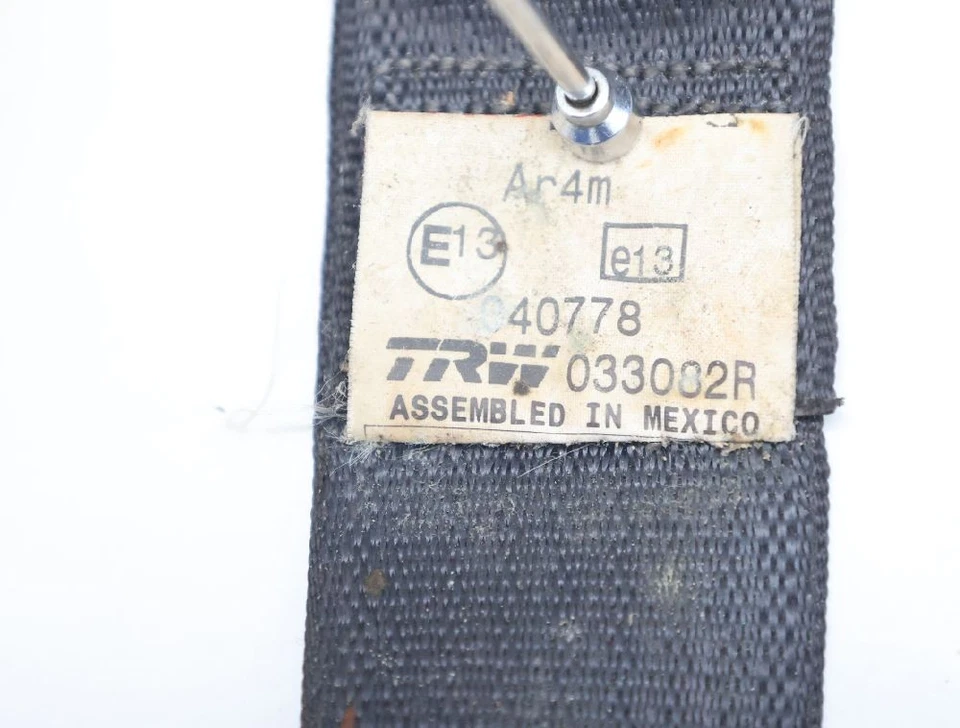 Ar4m
E13 e13
040778
TRW 033082R
ASSEMBLED IN MEXICO